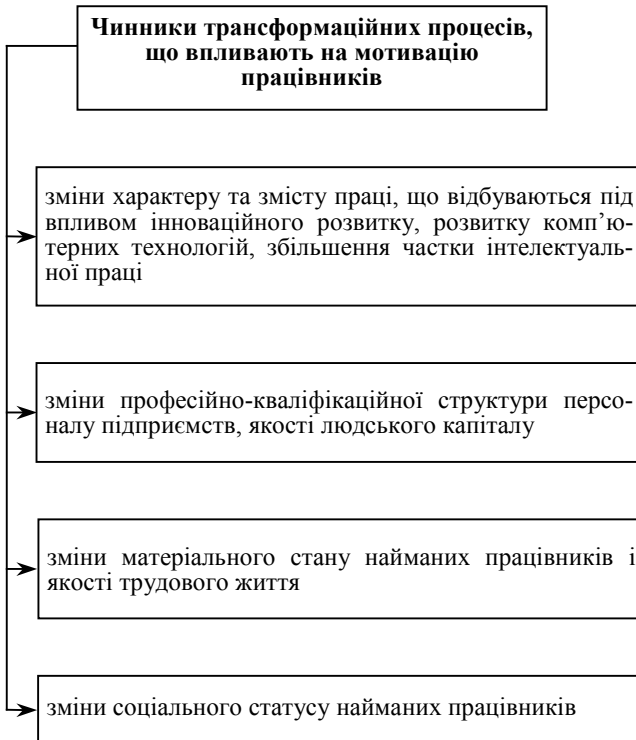 Чинники трансформаційних процесів,
що впливають на мотивацію
працівників
зміни характеру та змісту праці, що відбуваються під
впливом інноваційного розвитку, розвитку комп’ю-
терних технологій, збільшення частки інтелектуаль-
ної праці
зміни професійно-кваліфікаційної структури персо-
налу підприємств, якості людського капіталу
зміни матеріального стану найманих працівників і
якості трудового життя
зміни соціального статусу найманих працівників